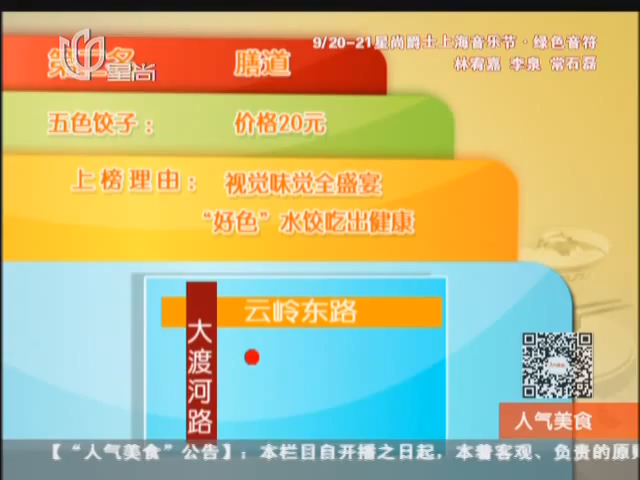 星尚
膳道
9/20-21星尚爵士上海音乐节·绿色音符
林宥嘉 李泉 常石磊
五色饺子： 价格20元
上榜理由： 视觉味觉全盛宴
“好色”水饺吃出健康
云岭东路
大渡河路
人气美食
【“人气美食”公告】：本栏目自开播之日起，本着客观、负责的原则